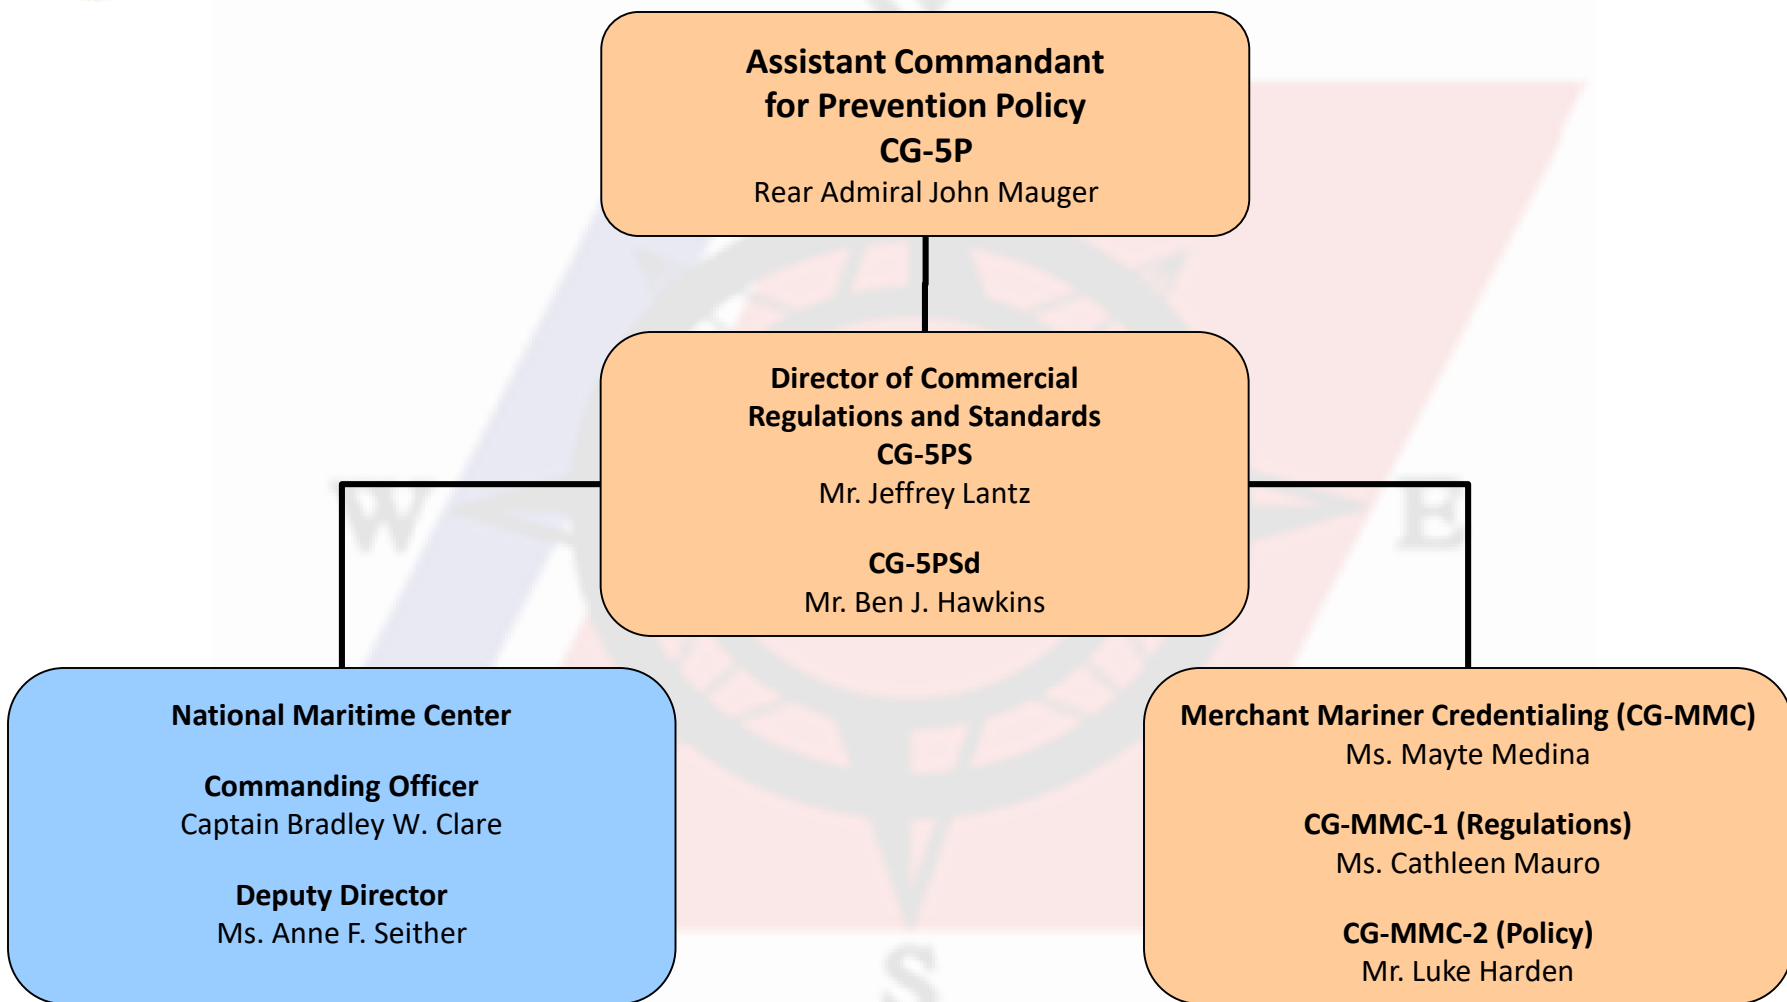 Assistant Commandant
for Prevention Policy
CG-5P
Rear Admiral John Mauger
Director of Commercial
Regulations and Standards
CG-5PS
Mr. Jeffrey Lantz
CG-5PSd
Mr. Ben J. Hawkins
W
E
National Maritime Center
Commanding Officer
Captain Bradley W. Clare
Deputy Director
Ms. Anne F. Seither
Merchant Mariner Credentialing (CG-MMC)
Ms. Mayte Medina
CG-MMC-1 (Regulations)
Ms. Cathleen Mauro
CG-MMC-2 (Policy)
Mr. Luke Harden
S